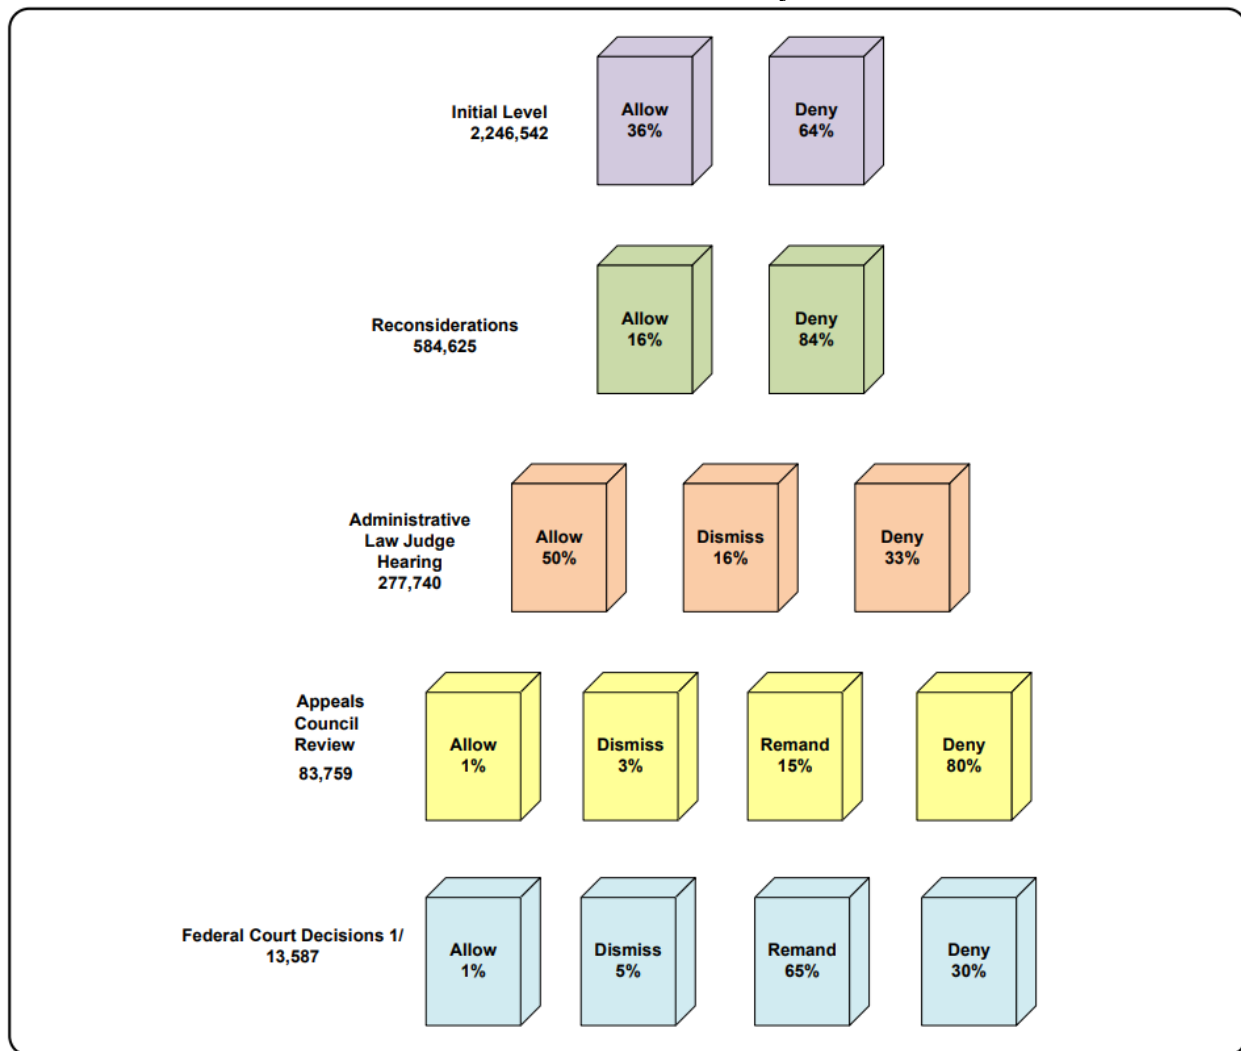 Initial Level
2,246,542
Allow
36%
Deny
64%
Reconsiderations
584,625
Allow
16%
Deny
84%
Administrative
Law Judge
Hearing
277,740
Allow
50%
Dismiss
16%
Deny
33%
Appeals
Council
Review
83,759
Allow
1%
Dismiss
3%
Remand
15%
Deny
80%
Federal Court Decisions 1/
13,587
Allow
1%
Dismiss
5%
Remand
65%
Deny
30%